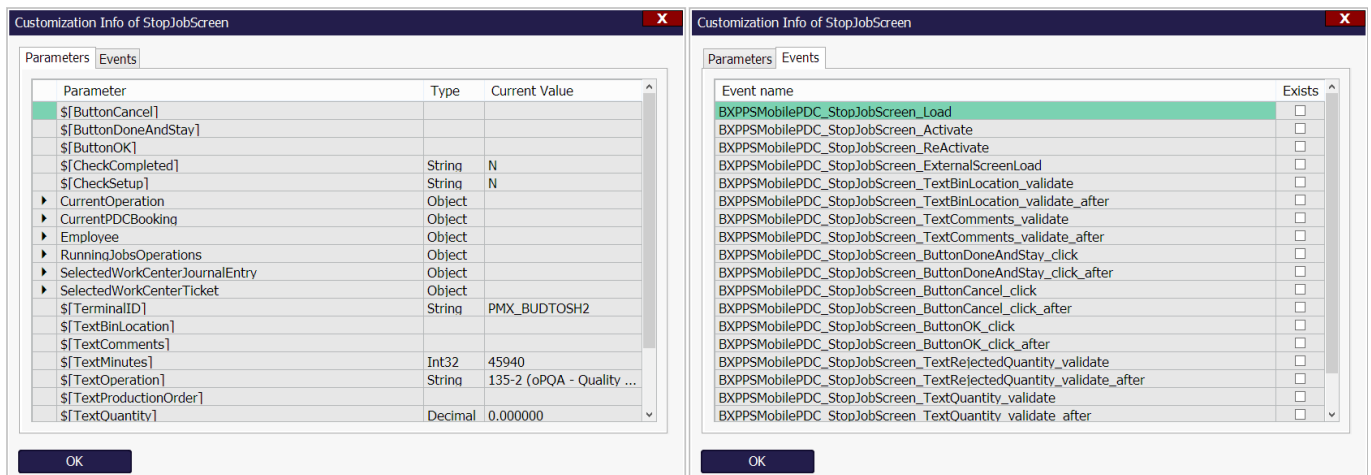 Customization Info of StopJobScreen X
Parameters Events
Parameter Type Current Value
$[ButtonCancel]
$[ButtonDoneAndStay]
$[ButtonOK]
$[CheckCompleted] String N
$[CheckSetup] String N
CurrentOperation Object
CurrentPDCBooking Object
Employee Object
RunningJobsOperations Object
SelectedWorkCenterJournalEntry Object
SelectedWorkCenterTicket Object
$[TerminalID] String PMX_BUDTOSH2
$[TextBinLocation]
$[TextComments]
$[TextMinutes] Int32 45940
$[TextOperation] String 135-2 (oPQA - Quality ...
$[TextProductionOrder]
$[TextQuantity] Decimal 0.000000
OK
Customization Info of StopJobScreen X
Parameters Events
Event name Exists
BXPPSMobilePDC_StopJobScreen_Load
BXPPSMobilePDC_StopJobScreen_Activate
BXPPSMobilePDC_StopJobScreen_ReActivate
BXPPSMobilePDC_StopJobScreen_ExternalScreenLoad
BXPPSMobilePDC_StopJobScreen_TextBinLocation_validate
BXPPSMobilePDC_StopJobScreen_TextBinLocation_validate_after
BXPPSMobilePDC_StopJobScreen_TextComments_validate
BXPPSMobilePDC_StopJobScreen_TextComments_validate_after
BXPPSMobilePDC_StopJobScreen_ButtonDoneAndStay_click
BXPPSMobilePDC_StopJobScreen_ButtonDoneAndStay_click_after
BXPPSMobilePDC_StopJobScreen_ButtonCancel_click
BXPPSMobilePDC_StopJobScreen_ButtonCancel_click_after
BXPPSMobilePDC_StopJobScreen_ButtonOK_click
BXPPSMobilePDC_StopJobScreen_ButtonOK_click_after
BXPPSMobilePDC_StopJobScreen_TextRejectedQuantity_validate
BXPPSMobilePDC_StopJobScreen_TextRejectedQuantity_validate_after
BXPPSMobilePDC_StopJobScreen_TextQuantity_validate
BXPPSMobilePDC_StopJobScreen_TextQuantity_validate_after
OK